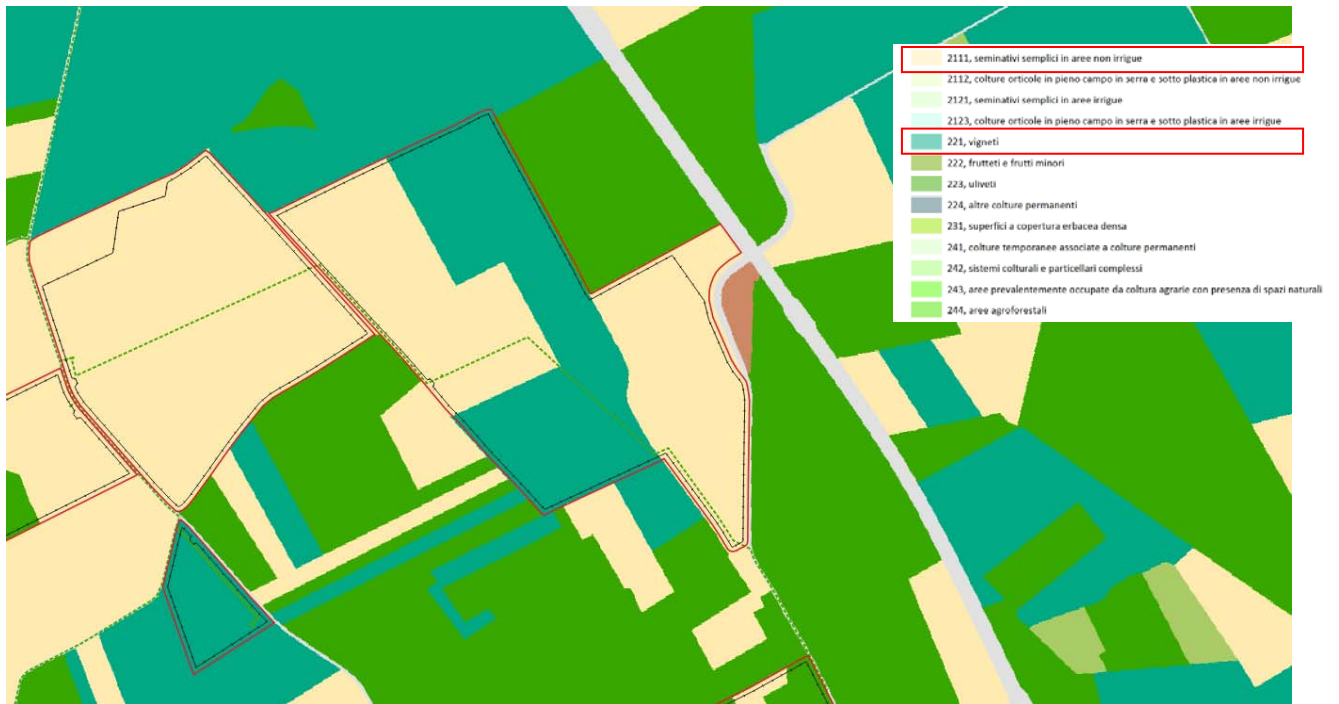 2111, seminativi semplici in aree non irrigue
2112, colture orticole in pieno campo in serra e sotto plastica in aree non irrigue
2121, seminativi semplici in aree irrigue
2123, colture orticole in pieno campo in serra e sotto plastica in aree irrigue
221, vigneti
222, frutteti e frutti minori
223, uliveti
224, altre colture permanenti
231, superfici a copertura erbacea densa
241, colture temporanee associate a colture permanenti
242, sistemi colturali e particellari complessi
243, aree prevalentemente occupate da coltura agrarie con presenza di spazi naturali
244, aree agroforestali